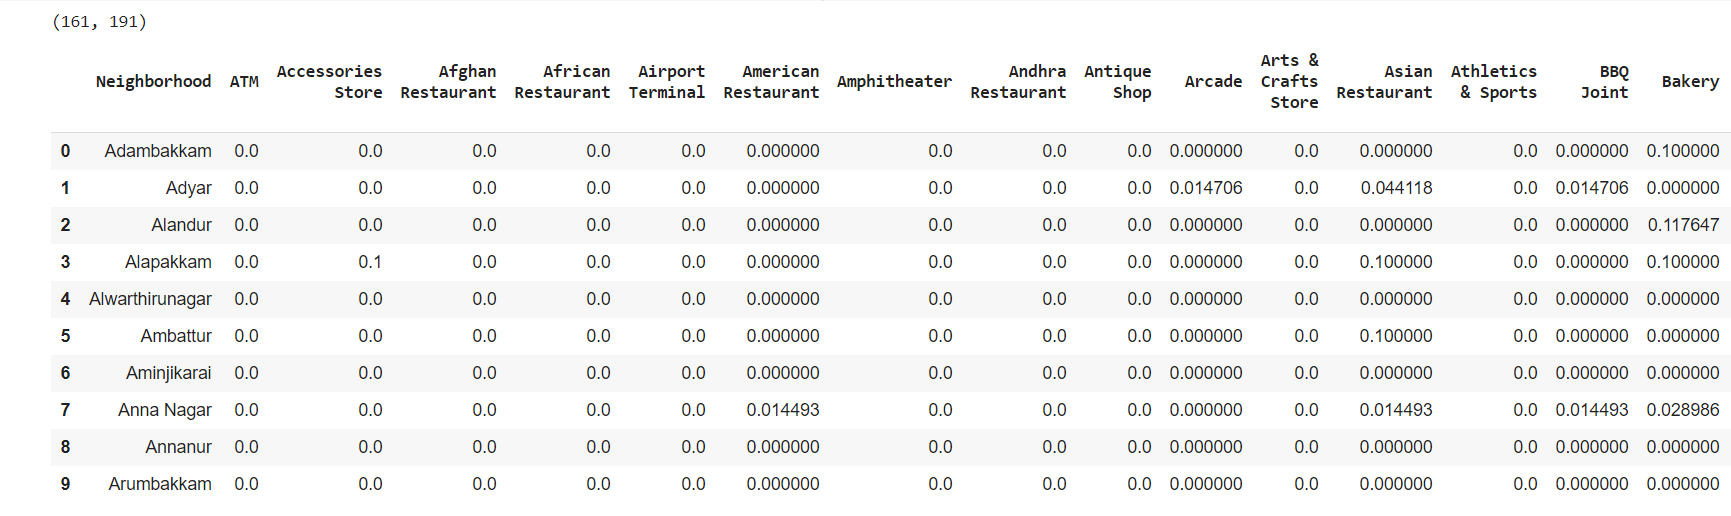 (161, 191)
Neighborhood ATM Accessories Store Afghan Restaurant African Restaurant Airport Terminal American Restaurant Amphitheater Andhra Restaurant Antique Shop Arcade Arts & Crafts Store Asian Restaurant Athletics & Sports BBQ Joint Bakery
0 Adambakkam 0.0 0.0 0.0 0.0 0.0 0.000000 0.0 0.0 0.0 0.000000 0.0 0.000000 0.0 0.000000 0.100000
1 Adyar 0.0 0.0 0.0 0.0 0.0 0.000000 0.0 0.0 0.0 0.014706 0.0 0.044118 0.0 0.014706 0.000000
2 Alandur 0.0 0.0 0.0 0.0 0.0 0.000000 0.0 0.0 0.0 0.000000 0.0 0.000000 0.0 0.000000 0.117647
3 Alapakkam 0.0 0.1 0.0 0.0 0.0 0.000000 0.0 0.0 0.0 0.000000 0.0 0.100000 0.0 0.000000 0.100000
4 Alwarthirunagar 0.0 0.0 0.0 0.0 0.0 0.000000 0.0 0.0 0.0 0.000000 0.0 0.000000 0.0 0.000000 0.000000
5 Ambattur 0.0 0.0 0.0 0.0 0.0 0.000000 0.0 0.0 0.0 0.000000 0.0 0.100000 0.0 0.000000 0.000000
6 Aminjikarai 0.0 0.0 0.0 0.0 0.0 0.000000 0.0 0.0 0.0 0.000000 0.0 0.000000 0.0 0.000000 0.000000
7 Anna Nagar 0.0 0.0 0.0 0.0 0.0 0.014493 0.0 0.0 0.0 0.000000 0.0 0.014493 0.0 0.014493 0.028986
8 Annanur 0.0 0.0 0.0 0.0 0.0 0.000000 0.0 0.0 0.0 0.000000 0.0 0.000000 0.0 0.000000 0.000000
9 Arumbakkam 0.0 0.0 0.0 0.0 0.0 0.000000 0.0 0.0 0.0 0.000000 0.0 0.000000 0.0 0.000000 0.000000